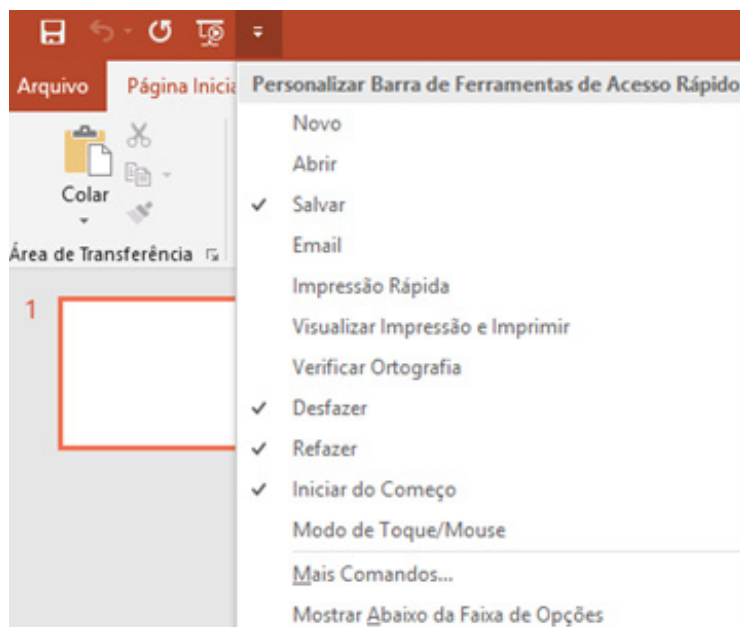 Arquivo
Página Inicia
Personalizar Barra de Ferramentas de Acesso Rápido
Colar
Área de Transferência
1
Novo
Abrir
Salvar
Email
Impressão Rápida
Visualizar Impressão e Imprimir
Verificar Ortografia
Desfazer
Refazer
Iniciar do Começo
Modo de Toque/Mouse
Mais Comandos...
Mostrar Abaixo da Faixa de Opções